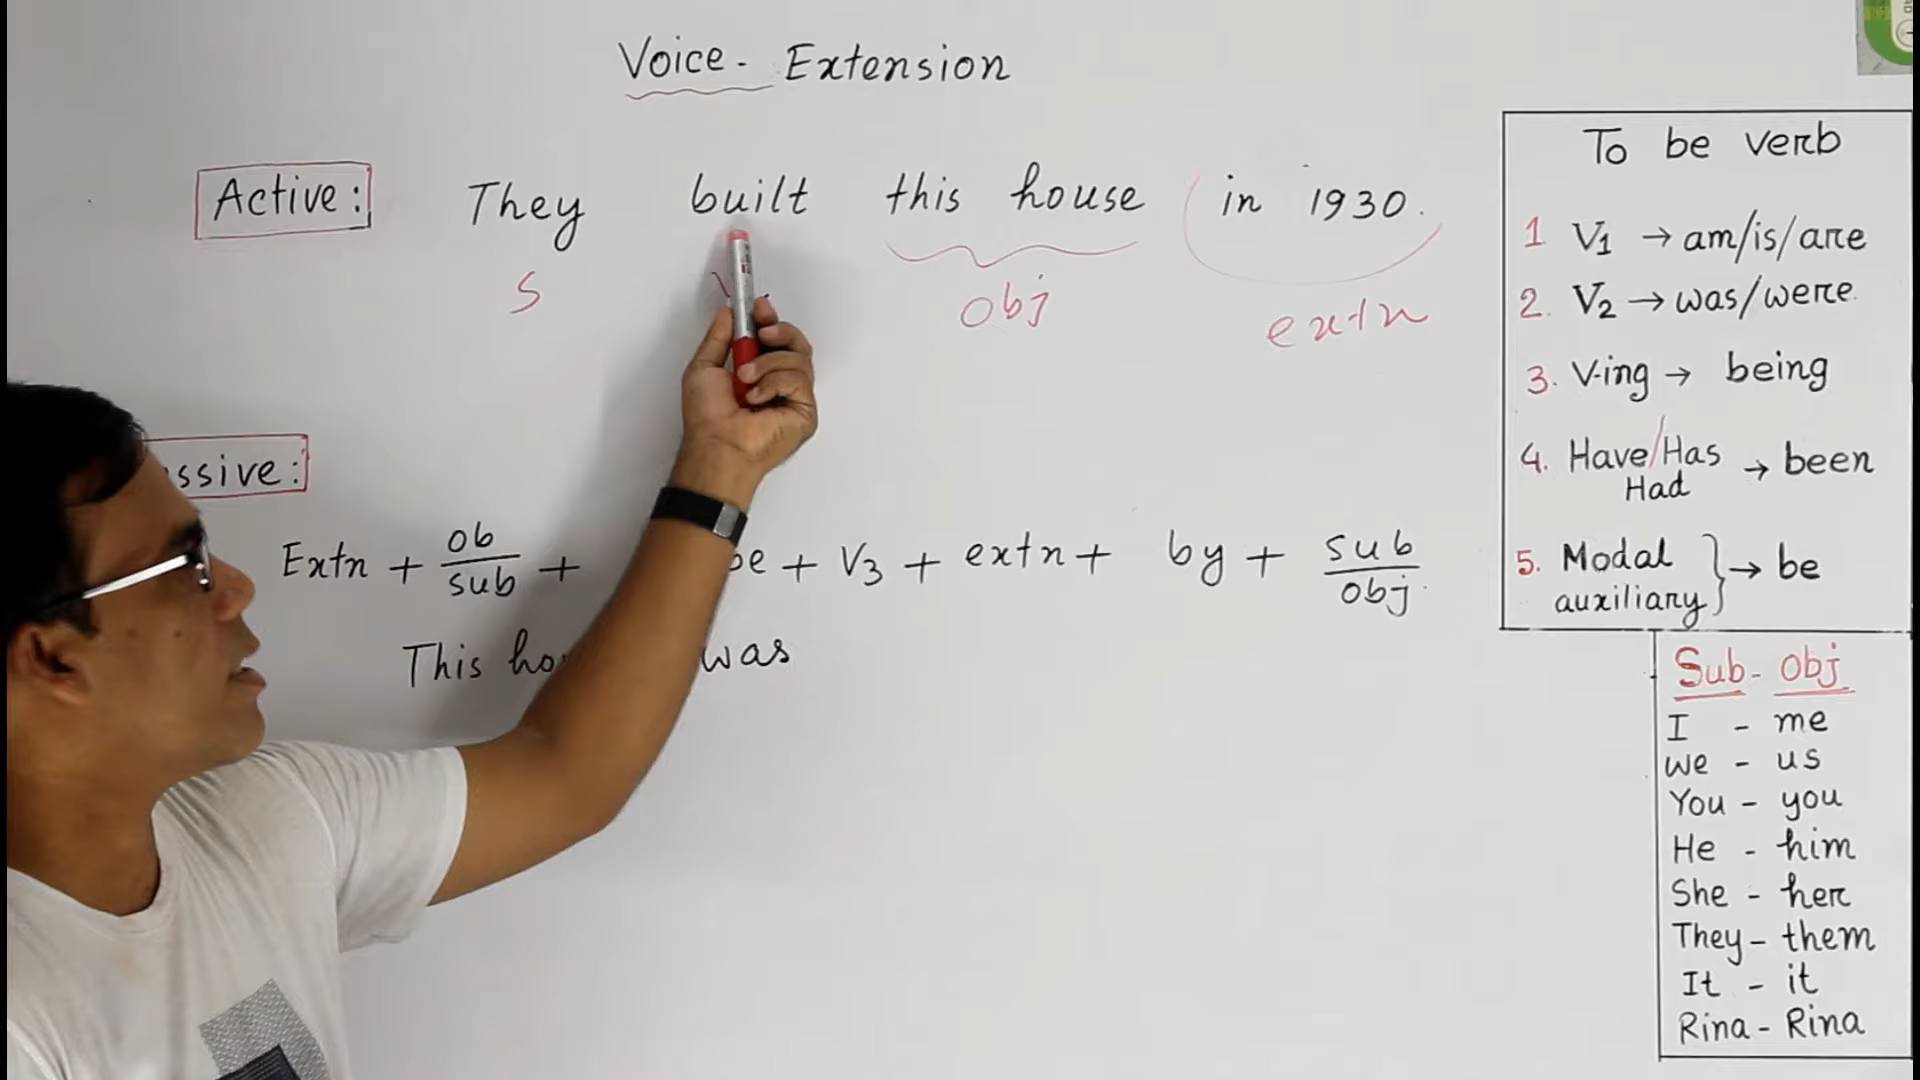 Voice - Extension
Active: They built this house in 1930.
S obj extn
ssive:
Extn + ob/sub + be + V3 + extn + by + sub/obj.
This ho was
To be verb
1 V1 → am/is/are
2. V2 → was/were
3. V-ing → being
4. Have/Has Had → been
5. Modal auxiliary } → be
Sub - Obj
I - me
We - us
You - you
He - him
She - her
They - them
It - it
Rina - Rina